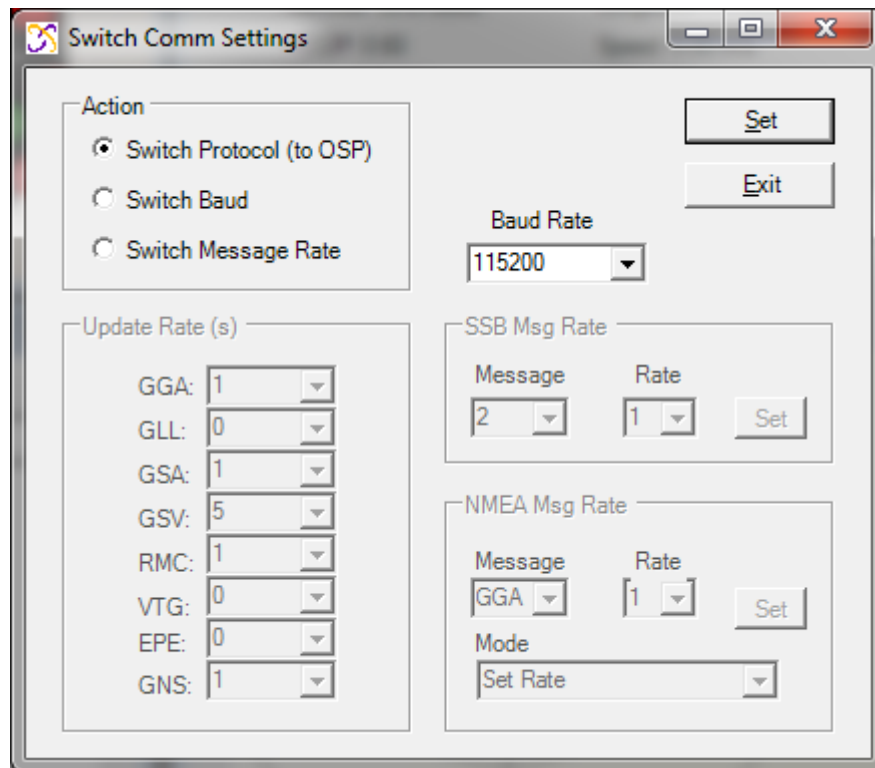 Switch Comm Settings
Action
Switch Protocol (to OSP)
Switch Baud
Switch Message Rate
Set
Exit
Baud Rate
115200
Update Rate (s)
GGA: 1
GLL: 0
GSA: 1
GSV: 5
RMC: 1
VTG: 0
EPE: 0
GNS: 1
SSB Msg Rate
Message Rate
2 1 Set
NMEA Msg Rate
Message Rate
GGA 1 Set
Mode
Set Rate